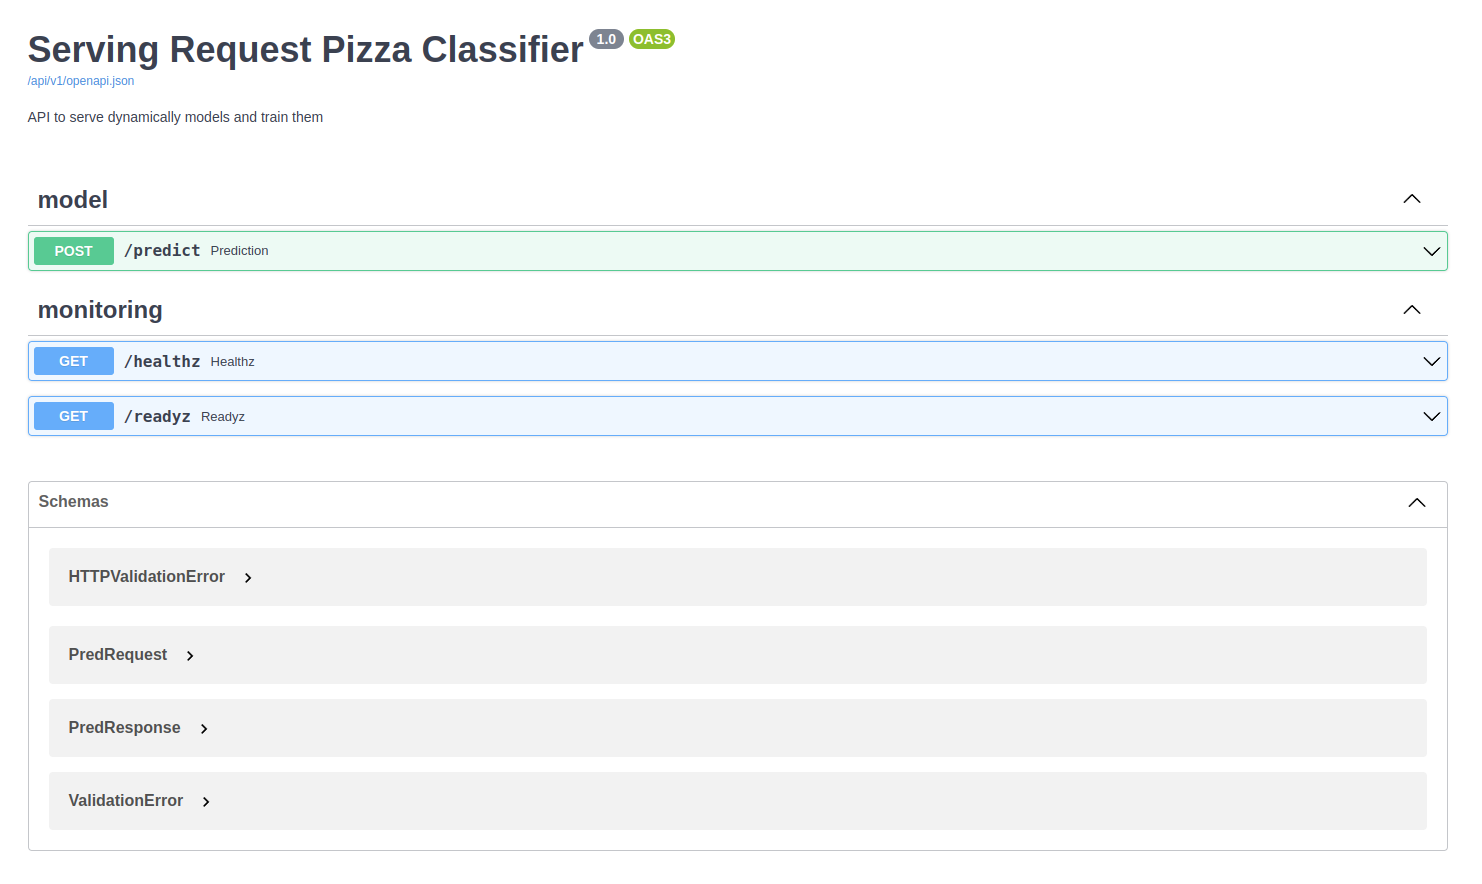 Serving Request Pizza Classifier 1.0 OAS3
/api/v1/openapi.json
API to serve dynamically models and train them
model
POST /predict Prediction
monitoring
GET /healthz Healthz
GET /readyz Readyz
Schemas
HTTPValidationError
PredRequest
PredResponse
ValidationError